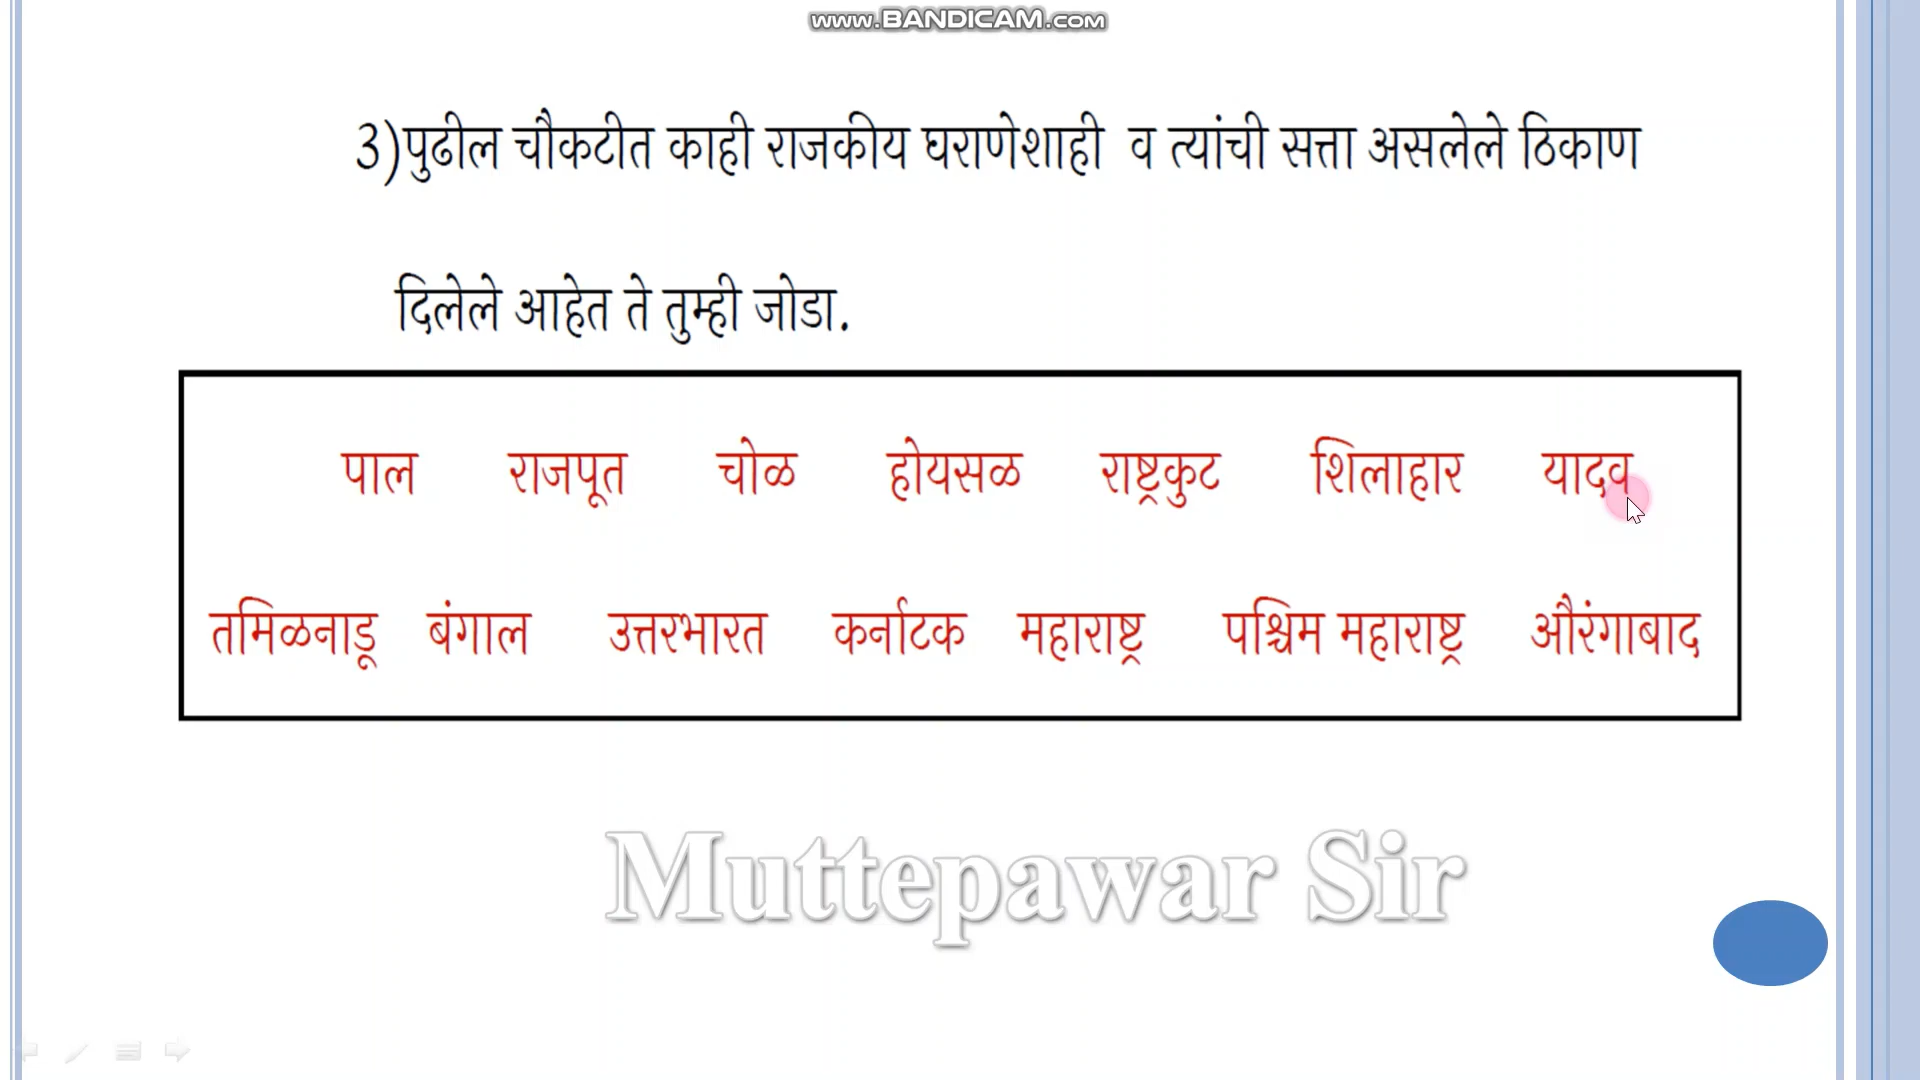 www.BANDICAM.com
3)पुढील चौकटीत काही राजकीय घराणेशाही व त्यांची सत्ता असलेले ठिकाण
दिलेले आहेत ते तुम्ही जोडा.
पाल राजपूत चोळ होयसळ राष्ट्रकुट शिलाहार यादव
तमिळनाडू बंगाल उत्तरभारत कर्नाटक महाराष्ट्र पश्चिम महाराष्ट्र औरंगाबाद
Muttepawar Sir